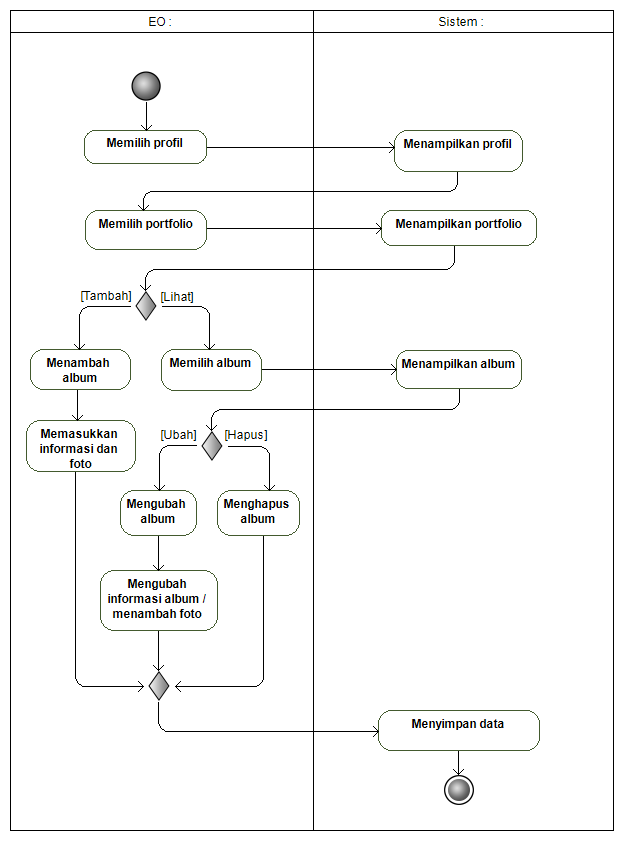 EO :
Sistem :
Memilih profil
Menampilkan profil
Memilih portfolio
Menampilkan portfolio
[Tambah]
[Lihat]
Menambah
album
Memilih album
Menampilkan album
Memasukkan
informasi dan
foto
[Ubah]
[Hapus]
Mengubah
album
Menghapus
album
Mengubah
informasi album /
menambah foto
Menyimpan data